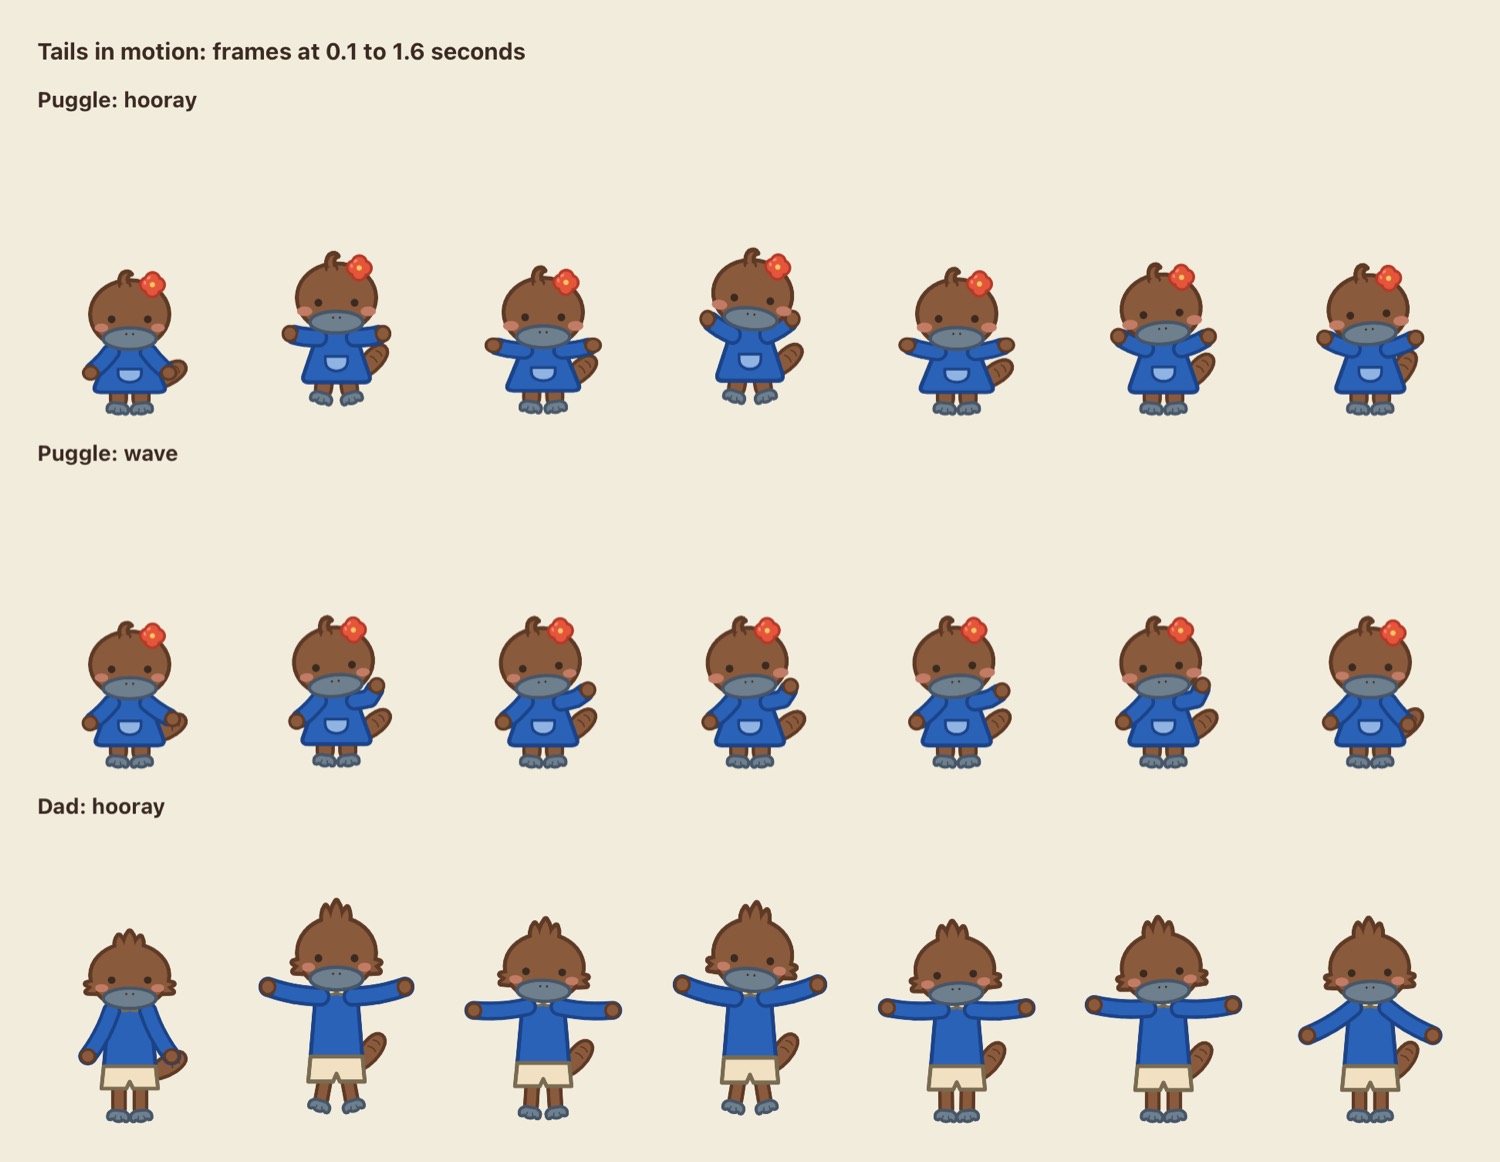 Tails in motion: frames at 0.1 to 1.6 seconds
Puggle: hooray
Puggle: wave
Dad: hooray